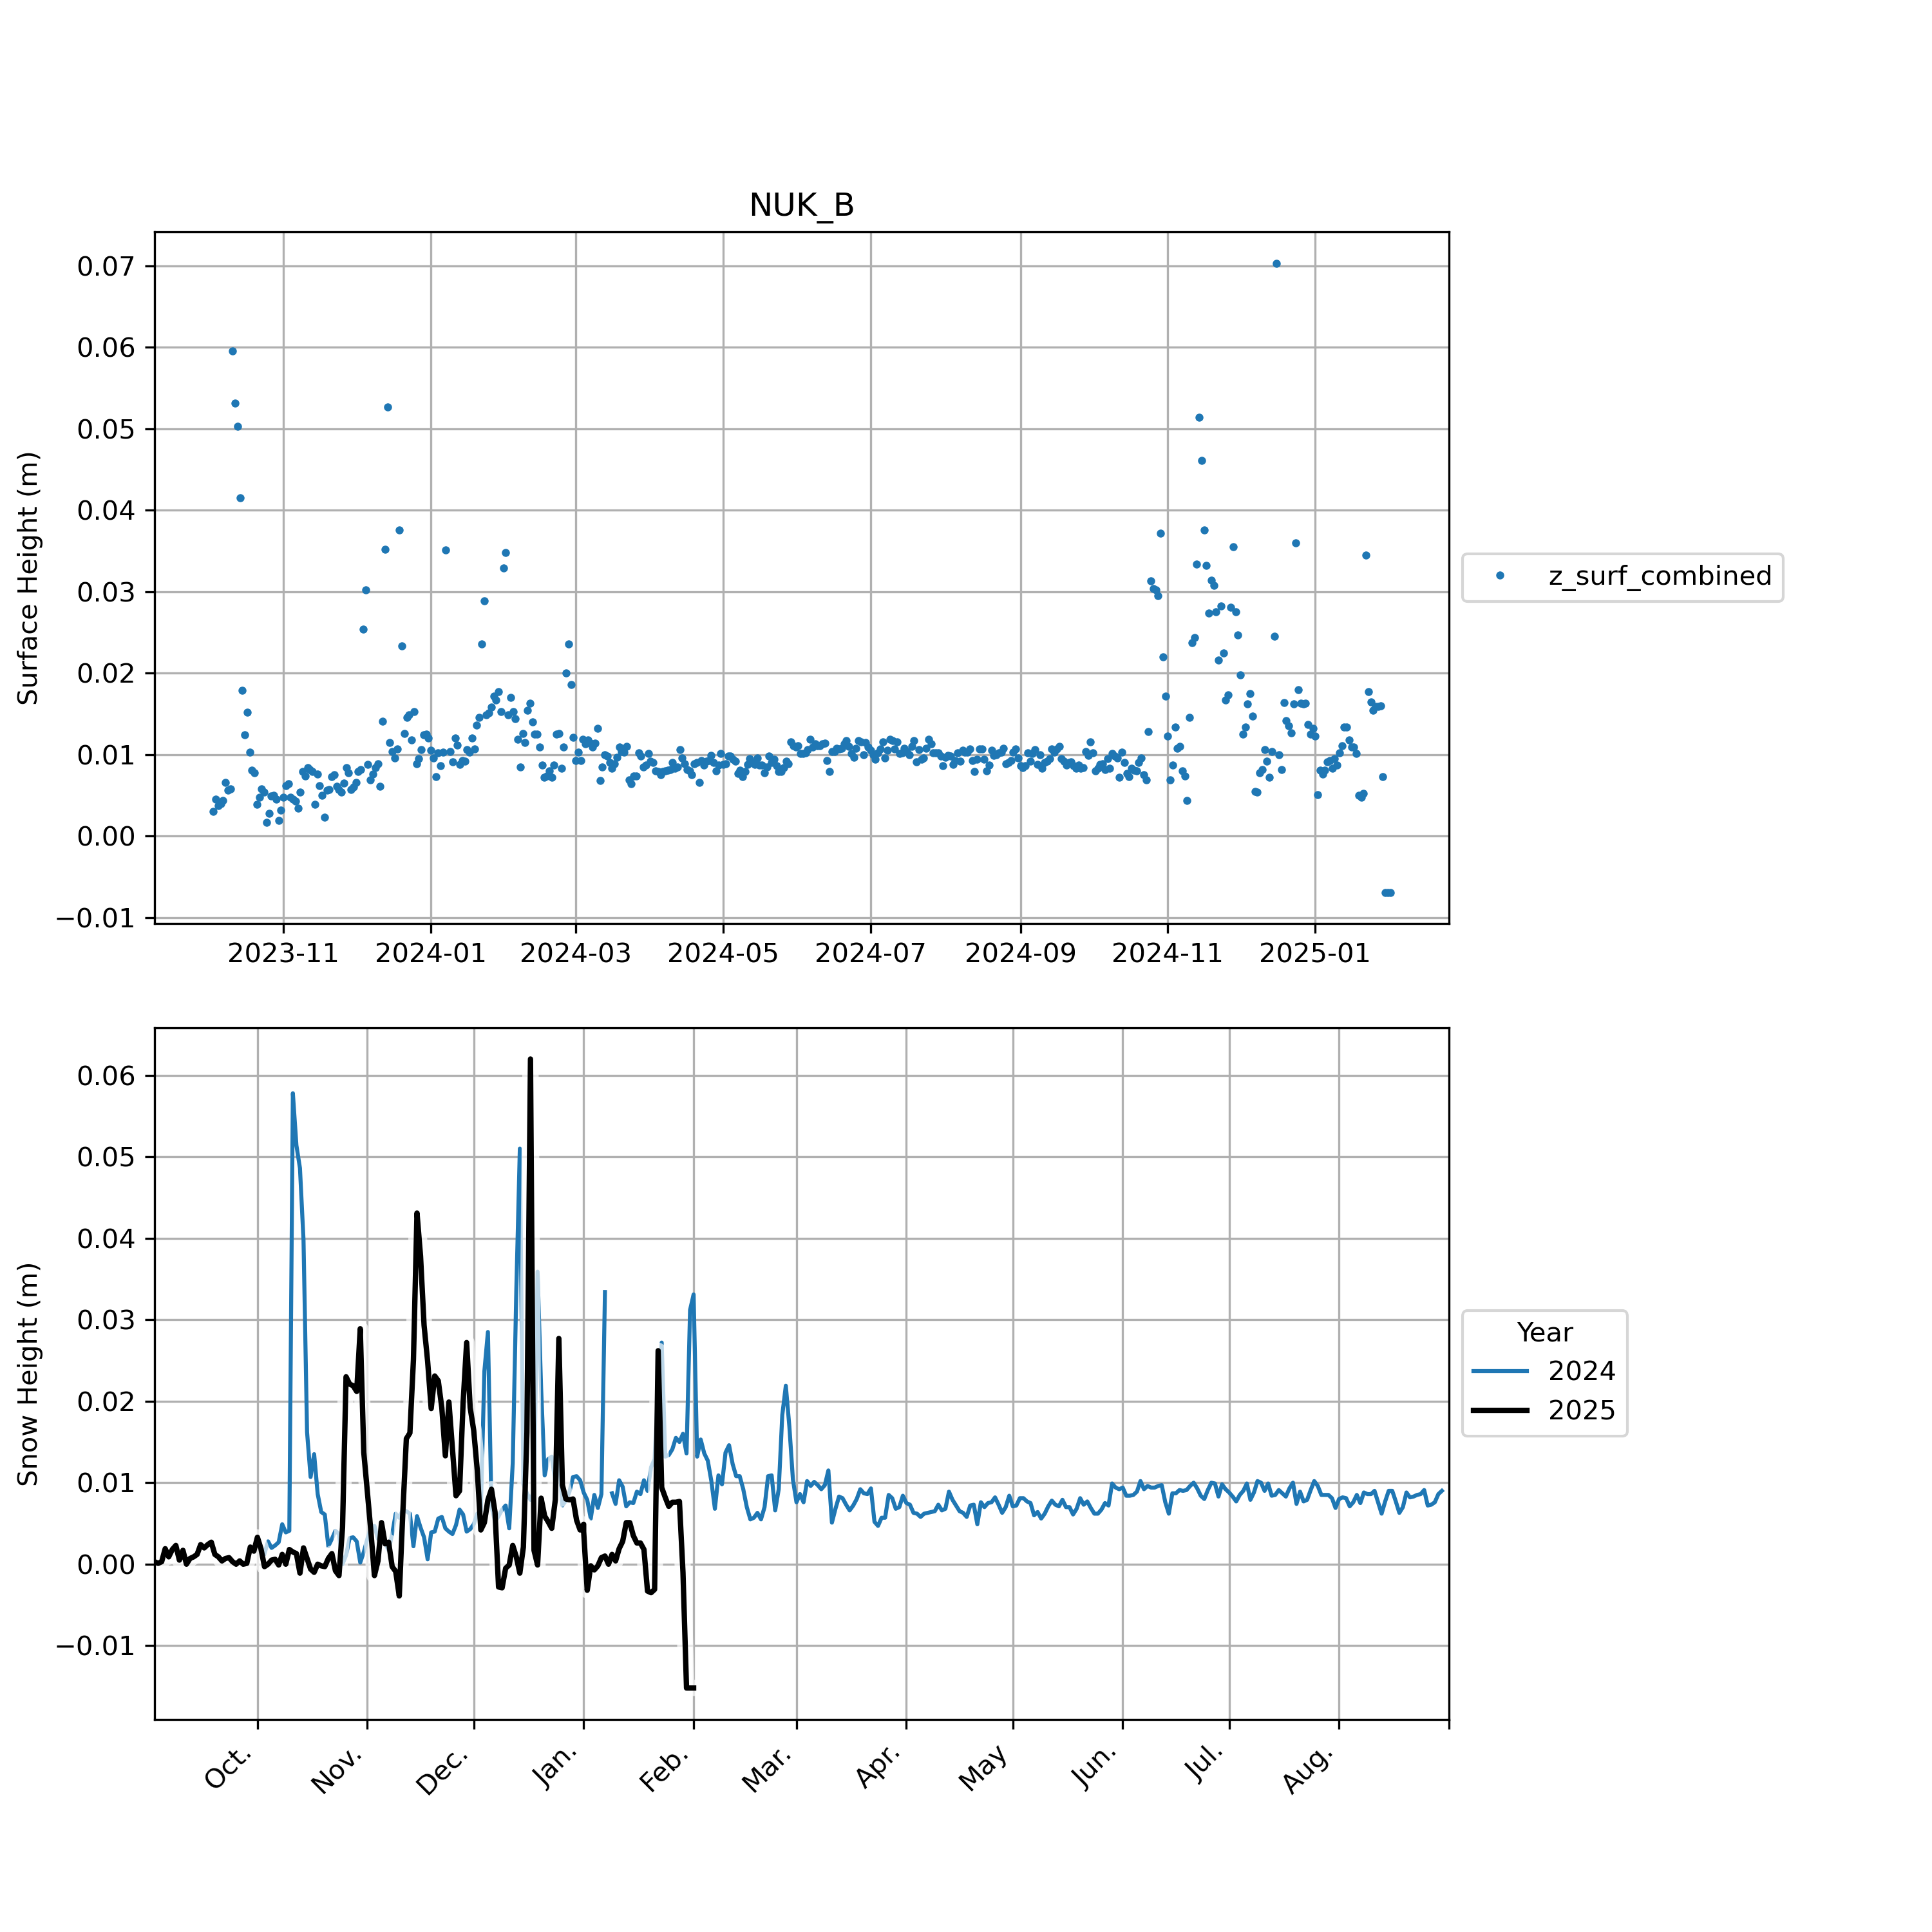 NUK_B
Surface Height (m)
0.07
0.06
0.05
0.04
0.03
0.02
0.01
0.00
−0.01
2023-11 2024-01 2024-03 2024-05 2024-07 2024-09 2024-11 2025-01
z_surf_combined
Snow Height (m)
0.06
0.05
0.04
0.03
0.02
0.01
0.00
−0.01
Oct. Nov. Dec. Jan. Feb. Mar. Apr. May Jun. Jul. Aug.
Year
2024
2025